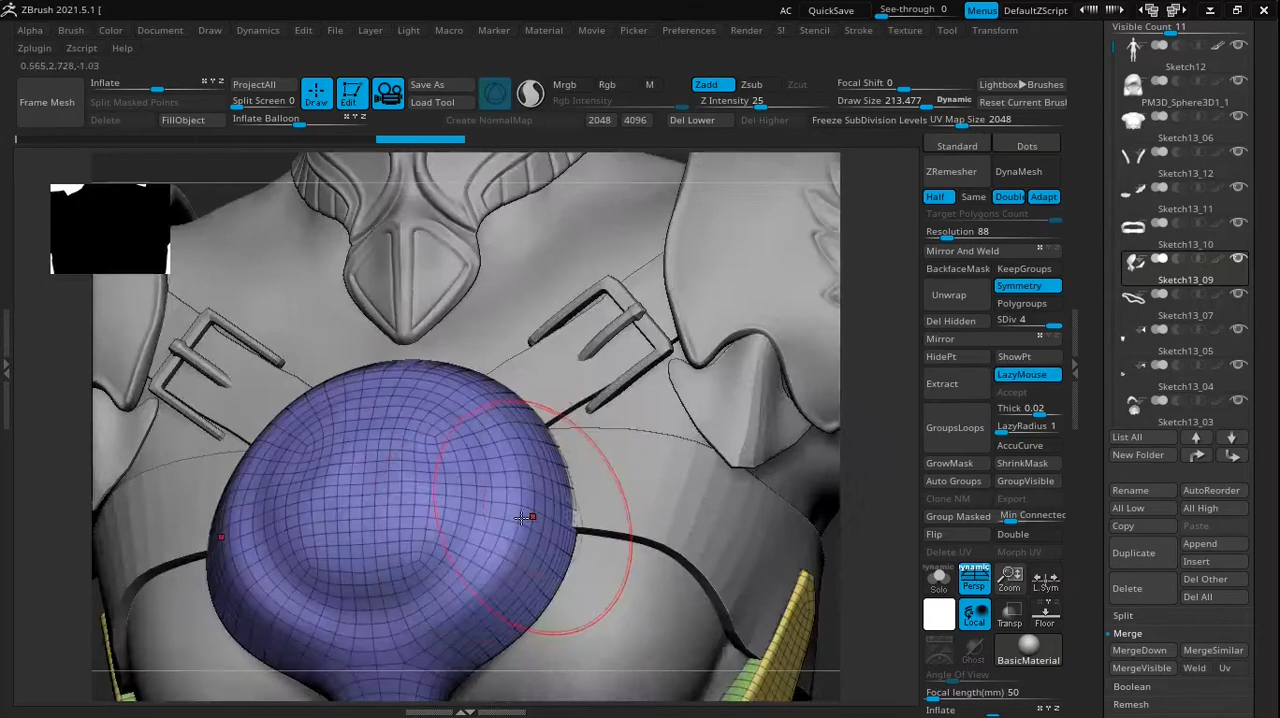 ZBrush 2021.5.1 [
AC QuickSave See-through 0 Menus DefaultZScript
Alpha Brush Color Document Draw Dynamics Edit File Layer Light Macro Marker Material Movie Picker Preferences Render Stencil Stroke Texture Tool Transform
Zplugin Zscript Help
0.565,2.728,-1.03
Frame Mesh
Inflate
Split Masked Points
Delete
FillObject
ProjectAll
Split Screen 0
Inflate Balloon
Draw
Edit
Save As
Load Tool
Create NormalMap
Mrgb Rgb M
Rgb Intensity
2048 4096
Zadd Zsub Zcut
Z Intensity 25
Del Lower Del Higher
Focal Shift 0
Draw Size 213.477 Dynamic
Freeze SubDivision Levels
Lightbox▶Brushes
Reset Current Brush
UV Map Size 2048
Standard Dots
ZRemesher DynaMesh
Half Same Double Adapt
Target Polygons Count
Resolution 88
Mirror And Weld
BackfaceMask KeepGroups
Unwrap Symmetry
Polygroups
Del Hidden SDiv 4
Mirror
HidePt ShowPt
Extract LazyMouse
Accept
Thick 0.02
GroupsLoops LazyRadius 1
AccuCurve
GrowMask ShrinkMask
Auto Groups GroupVisible
Clone NM Export
Group Masked Min Connected
Flip Double
Delete UV Morph UV
Dynamic
Solo
Dynamic
Persp
Zoom
L.Sym
Local
Transp
Floor
Ghost
BasicMaterial
Angle Of View
Focal length(mm) 50
Inflate
Visible Count 11
Sketch12
PM3D_Sphere3D1_1
Sketch13_06
Sketch13_12
Sketch13_11
Sketch13_10
Sketch13_09
Sketch13_07
Sketch13_05
Sketch13_04
Sketch13_03
List All
New Folder
Rename AutoReorder
All Low All High
Copy Paste
Duplicate Append
Insert
Delete Del Other
Del All
Split
Merge
MergeDown MergeSimilar
MergeVisible Weld Uv
Boolean
Remesh